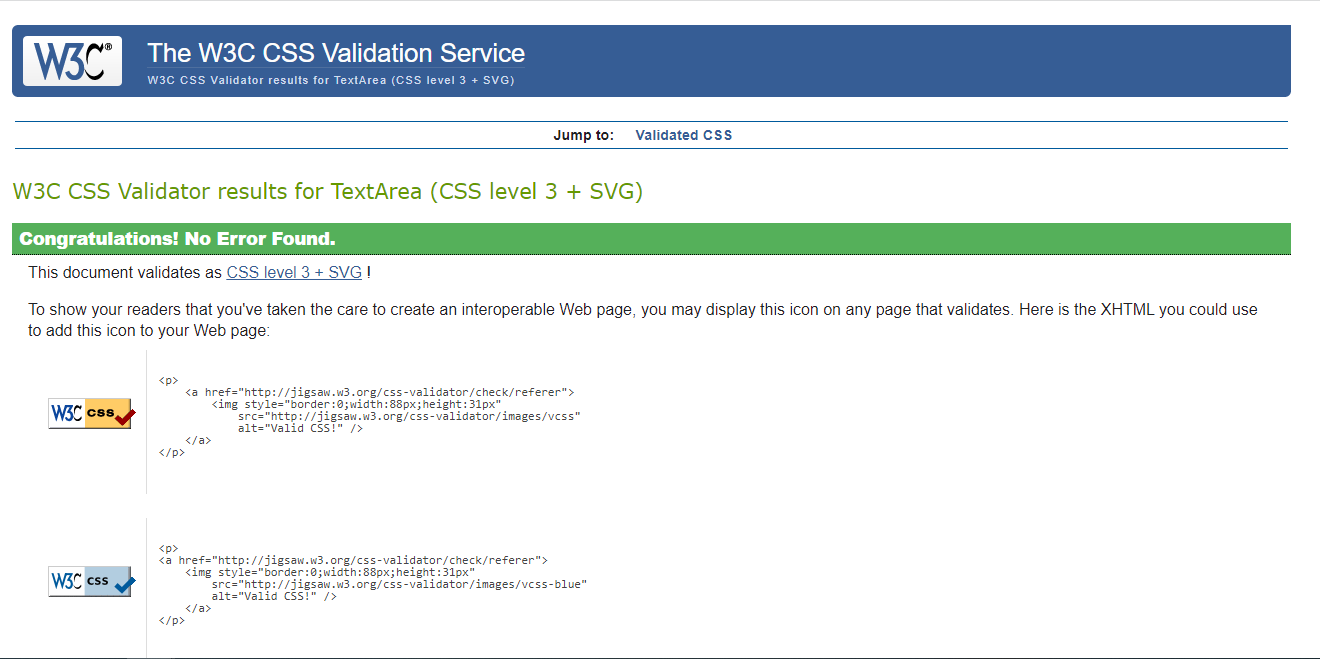 W3C® The W3C CSS Validation Service
W3C CSS Validator results for TextArea (CSS level 3 + SVG)
Jump to: Validated CSS
W3C CSS Validator results for TextArea (CSS level 3 + SVG)
Congratulations! No Error Found.
This document validates as CSS level 3 + SVG !
To show your readers that you've taken the care to create an interoperable Web page, you may display this icon on any page that validates. Here is the XHTML you could use
to add this icon to your Web page:
W3C css
<p>
<a href="http://jigsaw.w3.org/css-validator/check/referer">
<img style="border:0;width:88px;height:31px"
src="http://jigsaw.w3.org/css-validator/images/vcss"
alt="Valid CSS!" />
</a>
</p>
W3C css
<p>
<a href="http://jigsaw.w3.org/css-validator/check/referer">
<img style="border:0;width:88px;height:31px"
src="http://jigsaw.w3.org/css-validator/images/vcss-blue"
alt="Valid CSS!" />
</a>
</p>